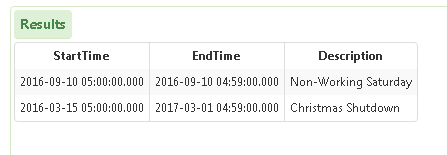 Results
StartTime EndTime Description
2016-09-10 05:00:00.000 2016-09-10 04:59:00.000 Non-Working Saturday
2016-03-15 05:00:00.000 2017-03-01 04:59:00.000 Christmas Shutdown